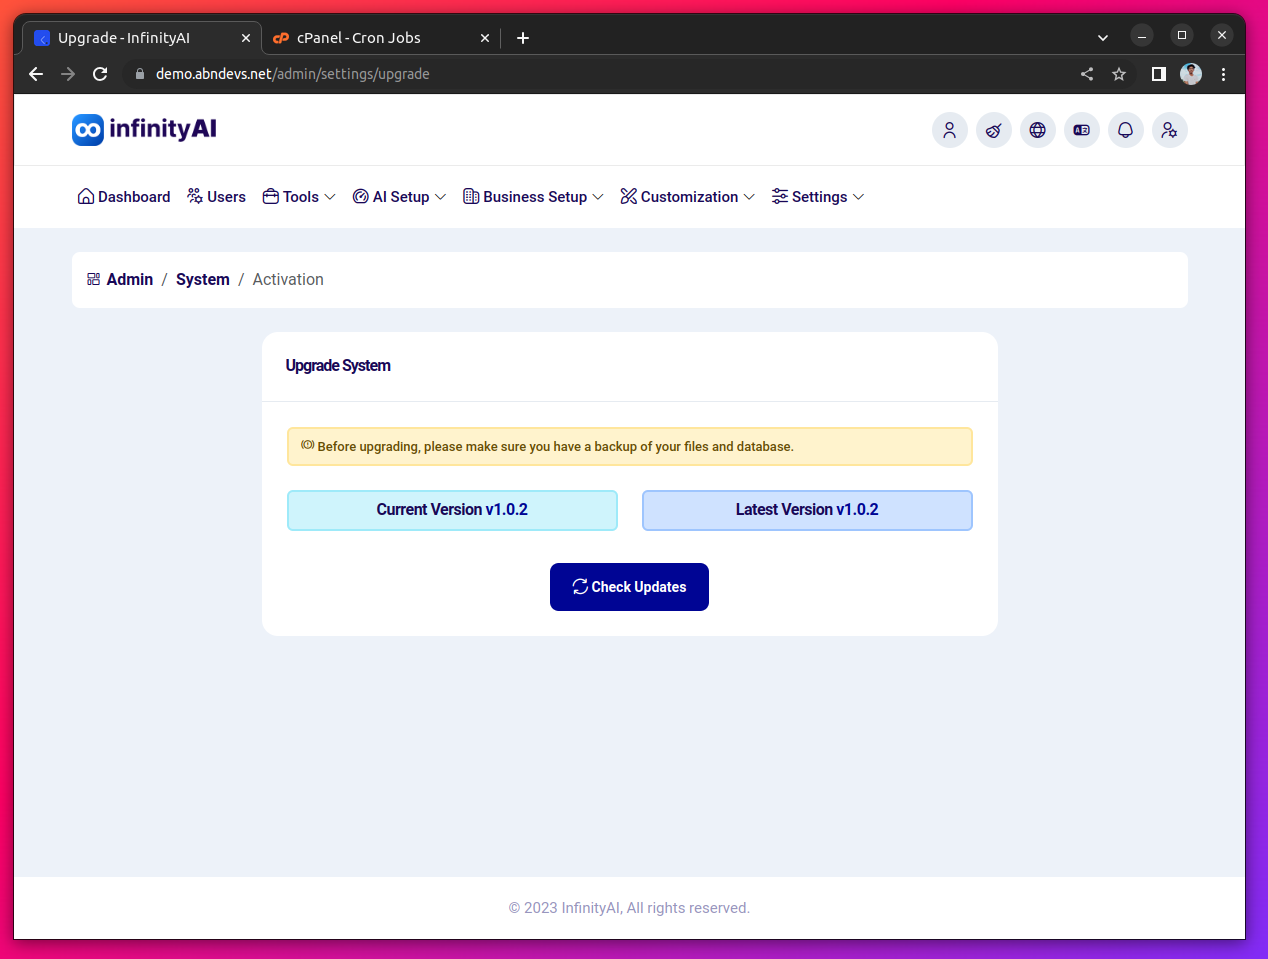 Upgrade - InfinityAI
cPanel - Cron Jobs
demo.abndevs.net/admin/settings/upgrade
infinityAI
Dashboard Users Tools AI Setup Business Setup Customization Settings
Admin / System / Activation
Upgrade System
Before upgrading, please make sure you have a backup of your files and database.
Current Version v1.0.2
Latest Version v1.0.2
Check Updates
© 2023 InfinityAI, All rights reserved.